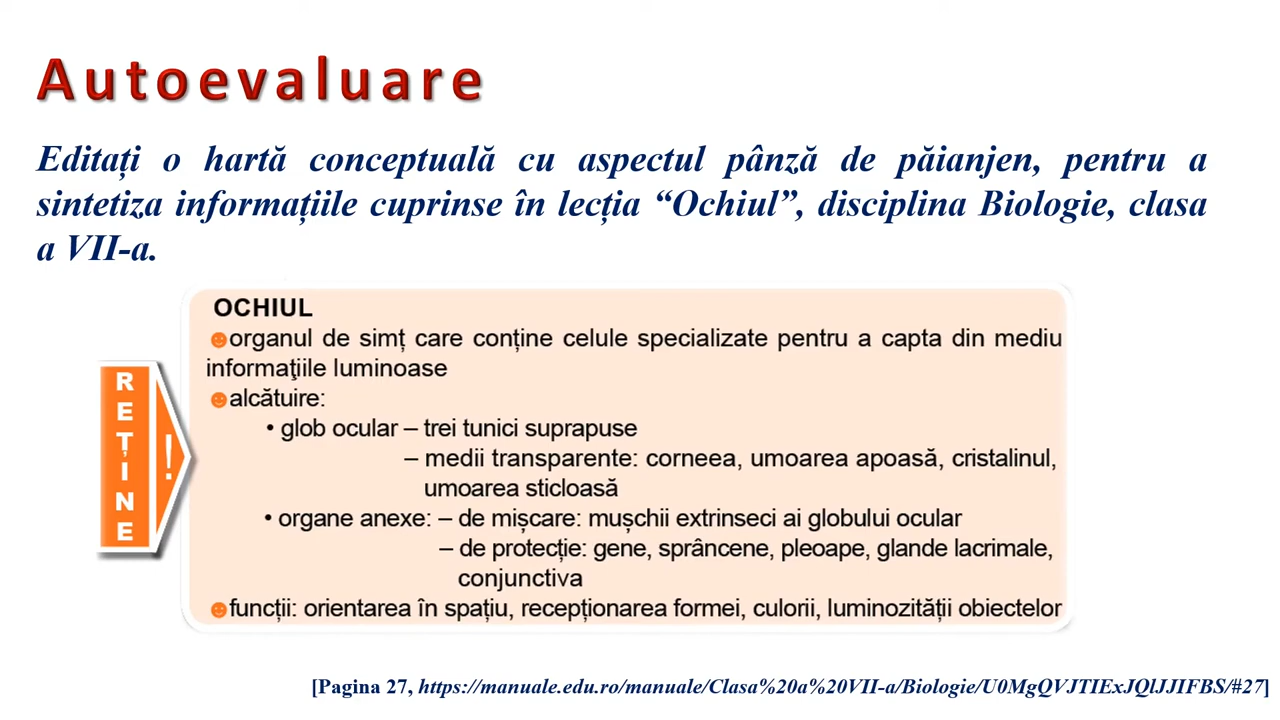 Autoevaluare
Editați o hartă conceptuală cu aspectul pânză de păianjen, pentru a
sintetiza informațiile cuprinse în lecția “Ochiul”, disciplina Biologie, clasa
a VII-a.
OCHIUL
organul de simț care conține celule specializate pentru a capta din mediu
informaţiile luminoase
alcătuire:
• glob ocular – trei tunici suprapuse
– medii transparente: corneea, umoarea apoasă, cristalinul,
umoarea sticloasă
• organe anexe: – de mișcare: mușchii extrinseci ai globului ocular
– de protecție: gene, sprâncene, pleoape, glande lacrimale,
conjunctiva
funcții: orientarea în spațiu, recepționarea formei, culorii, luminozității obiectelor
REȚINE
!
[Pagina 27, https://manuale.edu.ro/manuale/Clasa%20a%20VII-a/Biologie/U0MgQVJTIExJQlJJIFBS/#27]